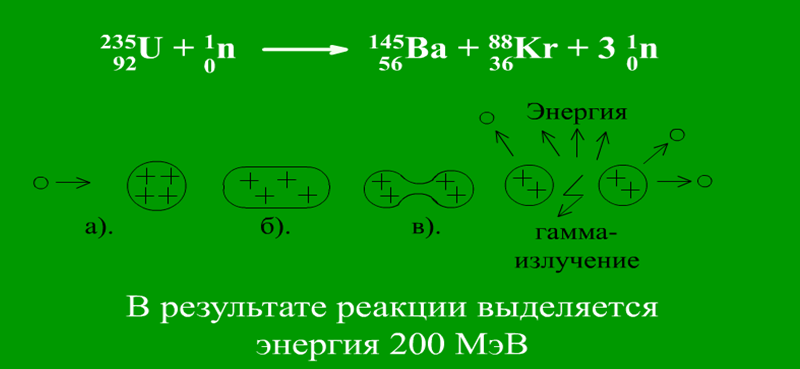 ²³⁵₉₂U + ¹₀n ⟶ ¹⁴⁵₅₆Ba + ⁸⁸₃₆Kr + 3 ¹₀n
Энергия
а). б). в).
гамма-
излучение
В результате реакции выделяется
энергия 200 МэВ